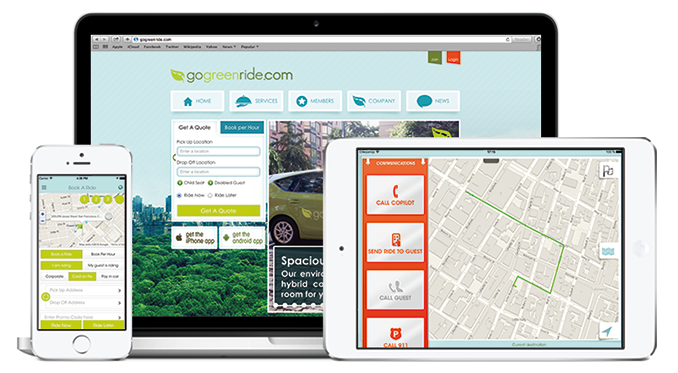 gogreenride.com
Apple iCloud Facebook Twitter Wikipedia Yahoo News Popular
Join
Login
gogreenride.com
HOME
SERVICES
MEMBERS
COMPANY
NEWS
Get A Quote
Book per Hour
Pick Up Location
Enter a location
Drop Off Location
Enter a location
Child Seat
Disabled Guest
Ride Now
Ride Later
Get A Quote
get the
iPhone app
get the
android app
Spaciou
Our enviro
hybrid ca
room for y
Book A Ride
Book a Ride
Book Per Hour
I am riding
My guest is riding
Corporate
Pay in car
Pick Up Address
Drop Off Address
Enter Promo Code here
Ride Now
Ride Later
COMMUNICATIONS
CALL COPILOT
SEND RIDE TO GUEST
CALL GUEST
CALL 911
Current destination